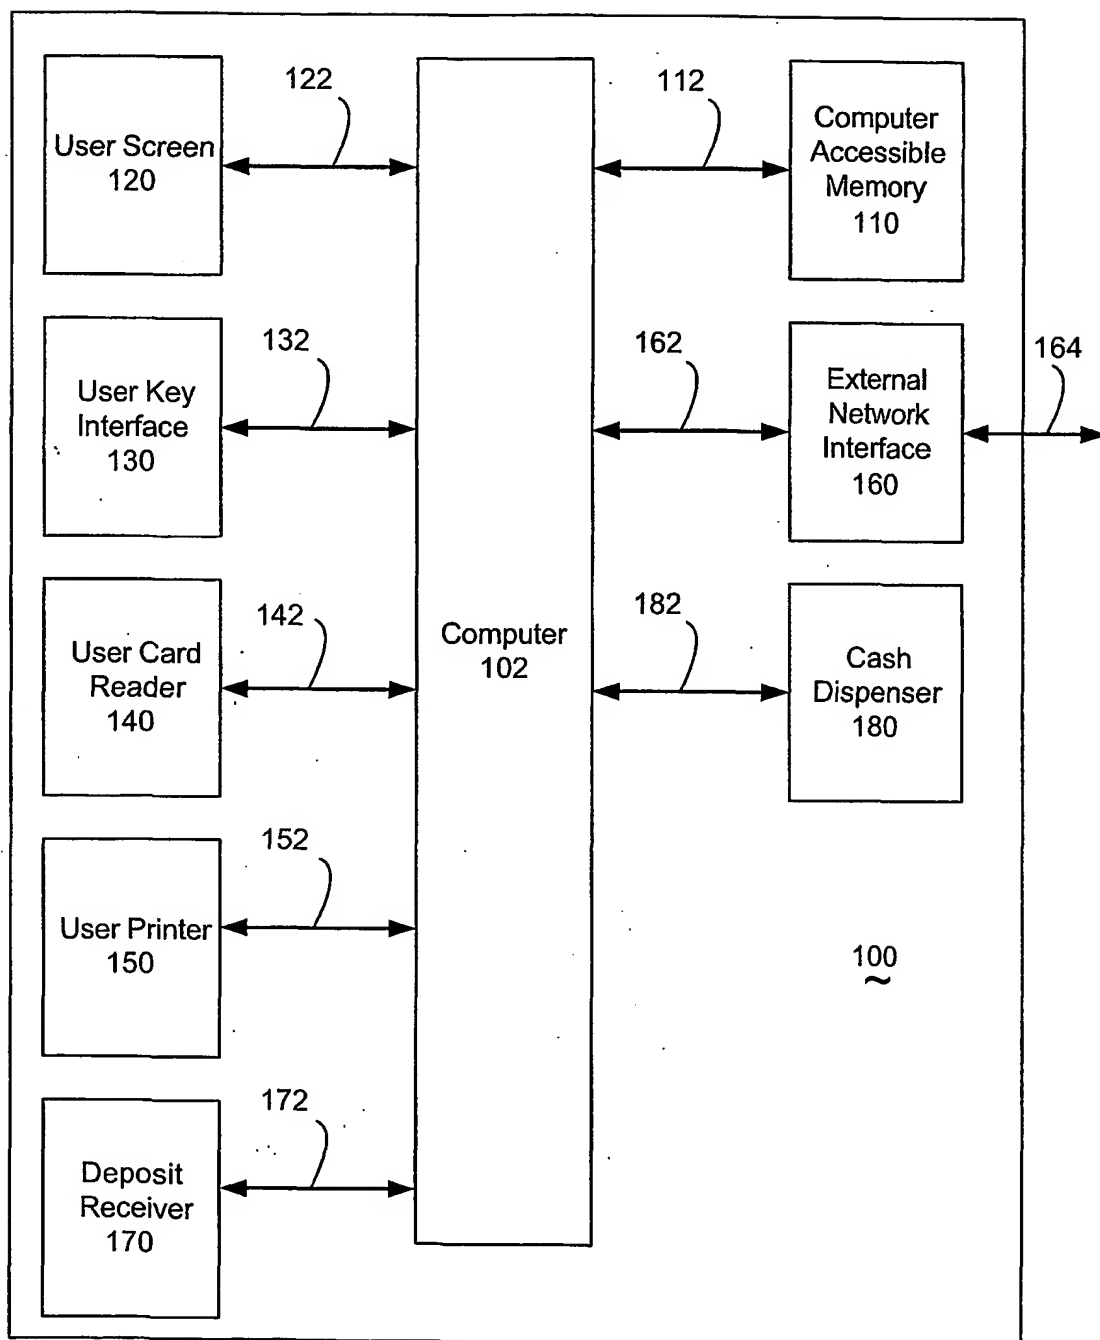 122
112
User Screen
120
Computer
Accessible
Memory
110
132
162
164
User Key
Interface
130
External
Network
Interface
160
142
182
User Card
Reader
140
Computer
102
Cash
Dispenser
180
152
User Printer
150
100
172
Deposit
Receiver
170